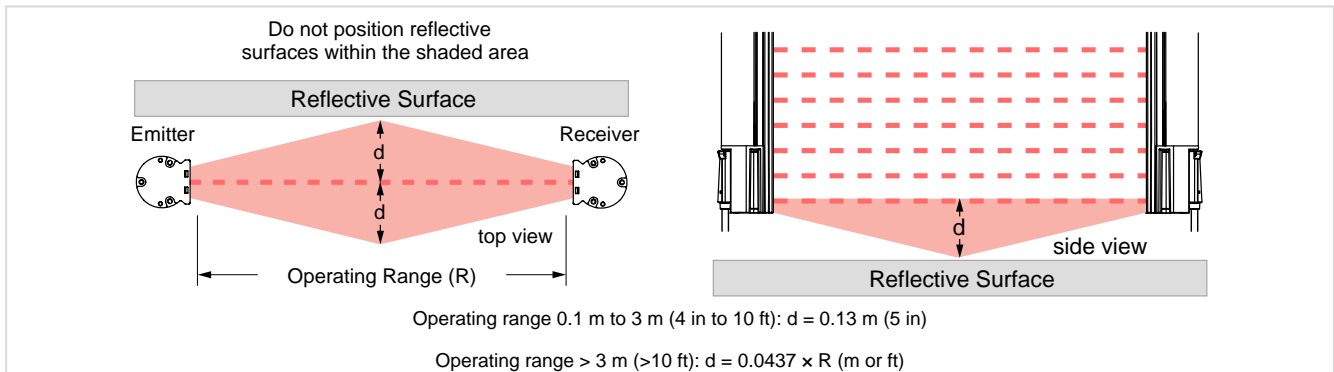 Do not position reflective
surfaces within the shaded area
Reflective Surface
Emitter
Receiver
d
d
top view
Operating Range (R)
d
side view
Reflective Surface
Operating range 0.1 m to 3 m (4 in to 10 ft): d = 0.13 m (5 in)
Operating range > 3 m (>10 ft): d = 0.0437 × R (m or ft)